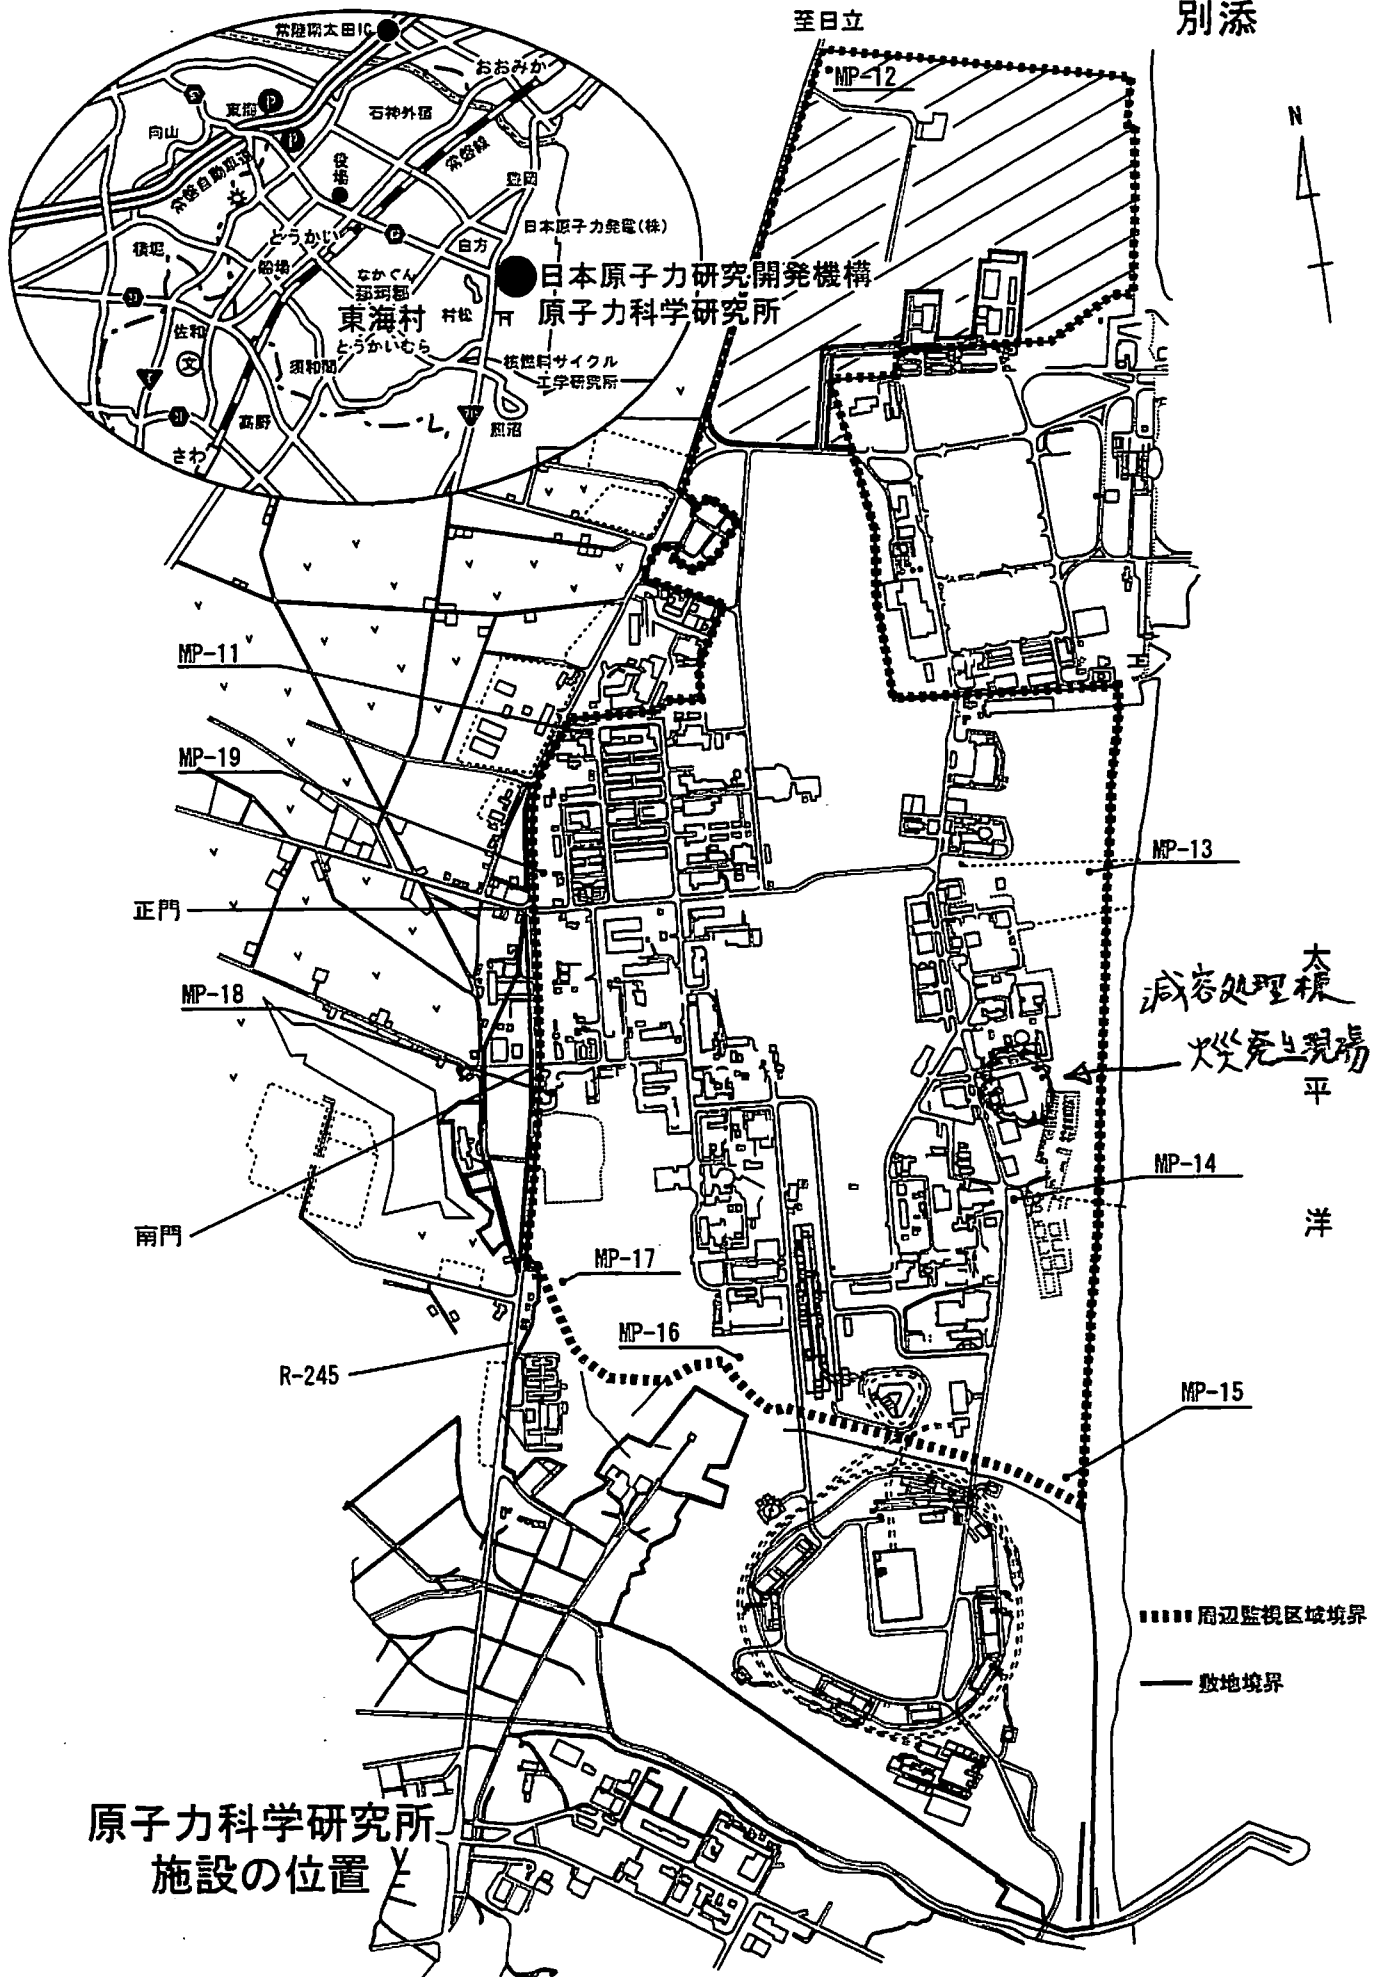 別添
至日立
常陸南太田IC
おおみか
MP-12
東海
石神外宿
向山
N
役場
常磐線
常磐自動車道
豊岡
日本原子力発電(株)
とうかい
白方
横堀
船場
なかぐん
那珂郡
日本原子力研究開発機構
原子力科学研究所
東海村
村松
とうかいむら
佐和
須和間
核燃料サイクル
工学研究所
文
高野
照沼
さわ
MP-11
MP-19
MP-13
正門
太
減容処理棟
MP-18
火災発生現場
平
MP-14
洋
南門
MP-17
MP-16
R-245
MP-15
周辺監視区域境界
敷地境界
原子力科学研究所
施設の位置